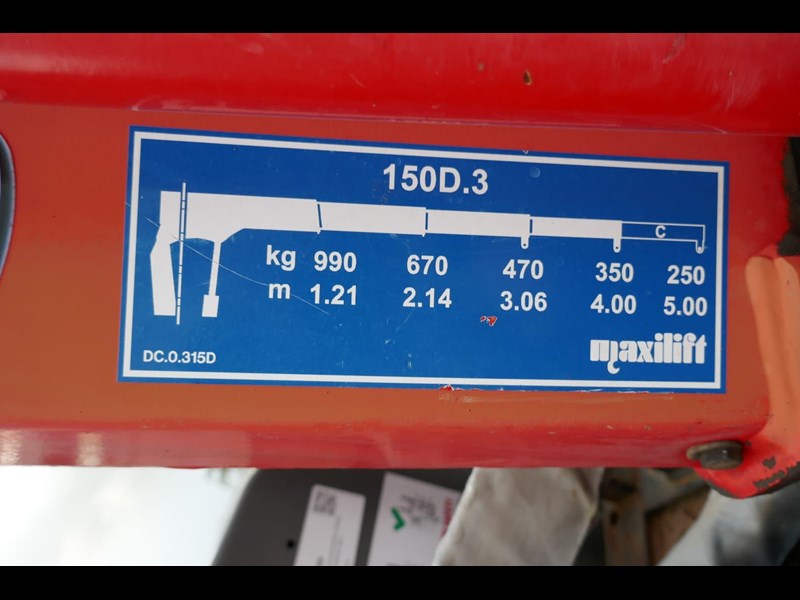 150D.3
C
kg 990 670 470 350 250
m 1.21 2.14 3.06 4.00 5.00
DC.0.315D
maxilift